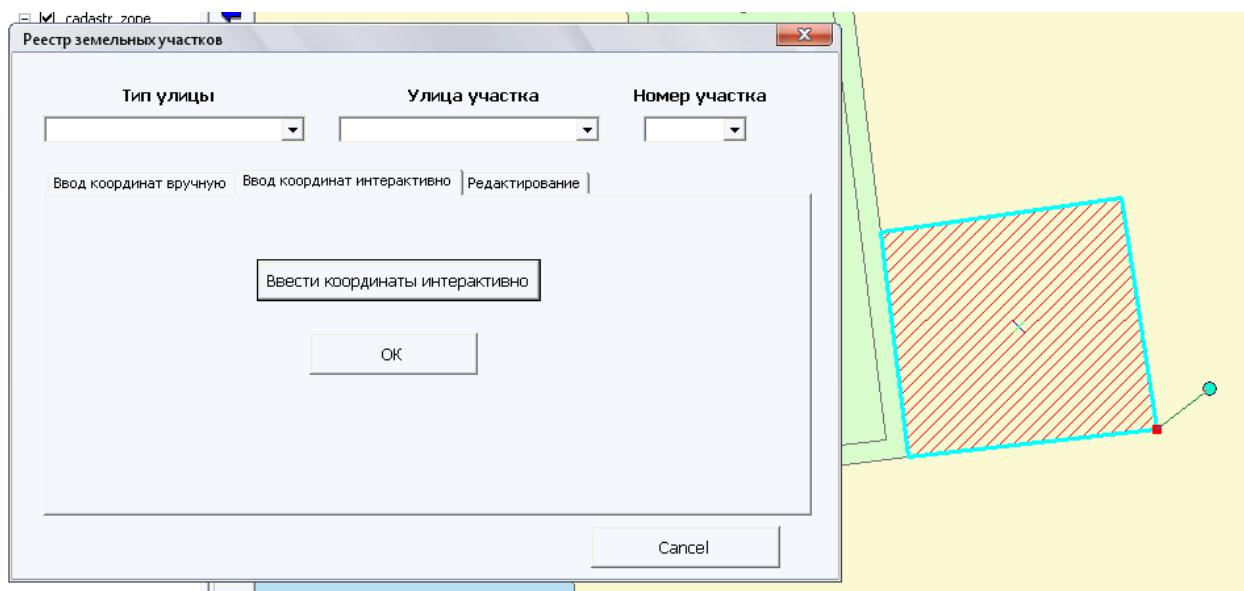 cadastr_zone
Реестр земельных участков
Тип улицы Улица участка Номер участка
Ввод координат вручную Ввод координат интерактивно Редактирование
Ввести координаты интерактивно
ОК
Cancel